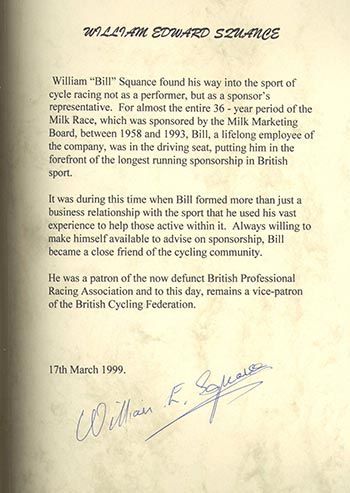 WILLIAM EDWARD SQUANCE
William “Bill” Squance found his way into the sport of
cycle racing not as a performer, but as a sponsor’s
representative. For almost the entire 36 - year period of the
Milk Race, which was sponsored by the Milk Marketing
Board, between 1958 and 1993, Bill, a lifelong employee of
the company, was in the driving seat, putting him in the
forefront of the longest running sponsorship in British
sport.
It was during this time when Bill formed more than just a
business relationship with the sport that he used his vast
experience to help those active within it. Always willing to
make himself available to advise on sponsorship, Bill
became a close friend of the cycling community.
He was a patron of the now defunct British Professional
Racing Association and to this day, remains a vice-patron
of the British Cycling Federation.
17th March 1999.
William E. Squance